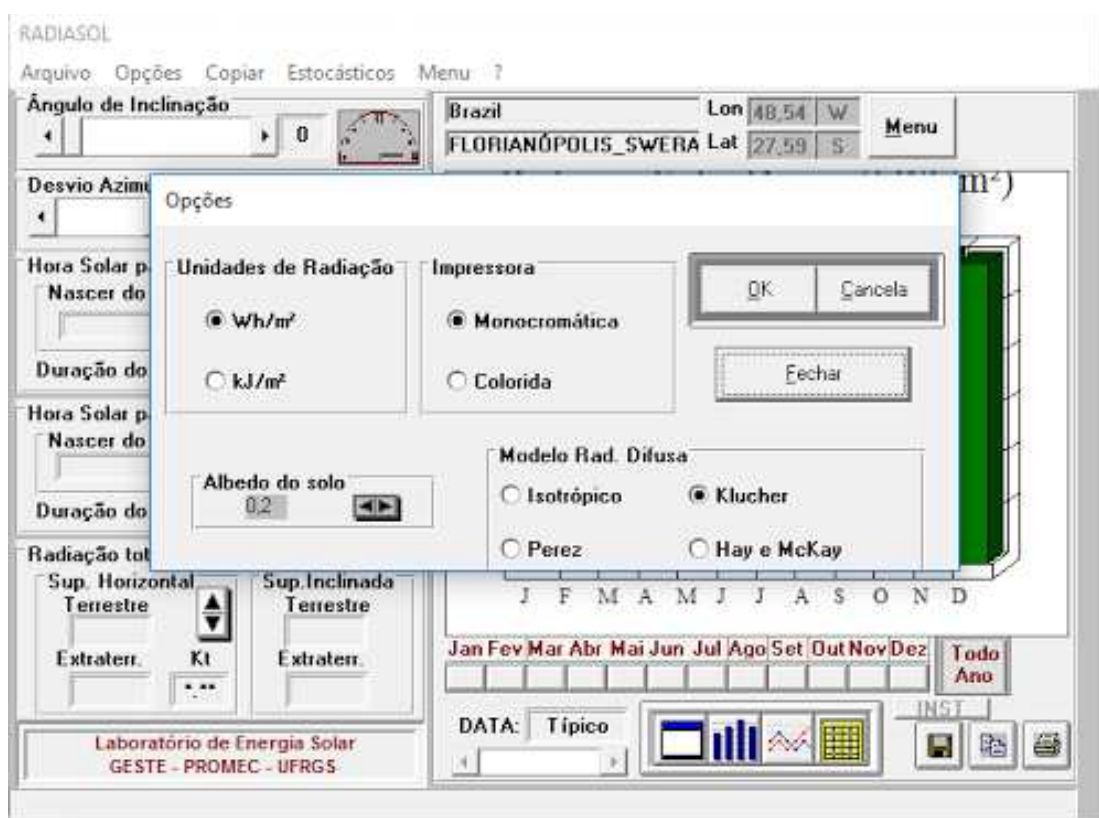 RADIASOL
Arquivo Opções Copiar Estocásticos Menu ?
Ângulo de Inclinação
0
Brazil
Lon 48,54 W
FLORIANÓPOLIS_SWERA Lat 27,59 S
Menu
Desvio Azimu
m²)
Opções
Hora Solar p
Nascer do
Duração do
Hora Solar p
Nascer do
Duração do
Unidades de Radiação
Wh/m²
kJ/m²
Impressora
Monocromática
Colorida
OK Cancela
Fechar
Albedo do solo
0,2
Modelo Rad. Difusa
Isotrópico Klucher
Perez Hay e McKay
Radiação tot
Sup. Horizontal Sup.Inclinada
Terrestre Terrestre
Extraterr. Kt Extraterr.
*.**
J F M A M J J A S O N D
Jan Fev Mar Abr Mai Jun Jul Ago Set Out Nov Dez
Todo
Ano
DATA: Típico
INST
Laboratório de Energia Solar
GESTE - PROMEC - UFRGS